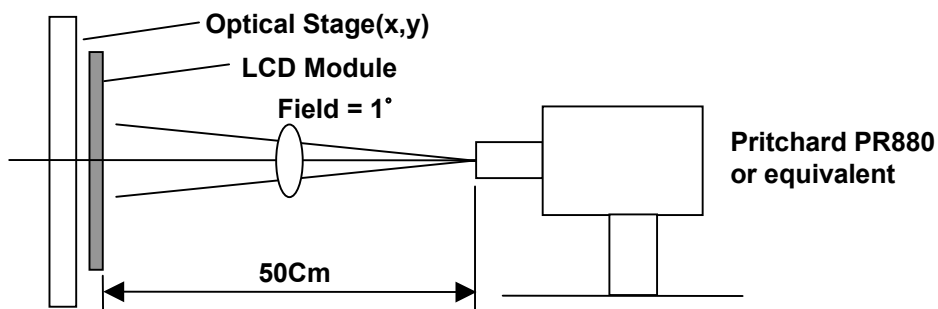 Optical Stage(x,y)
LCD Module
Field = 1˚
Pritchard PR880
or equivalent
50Cm